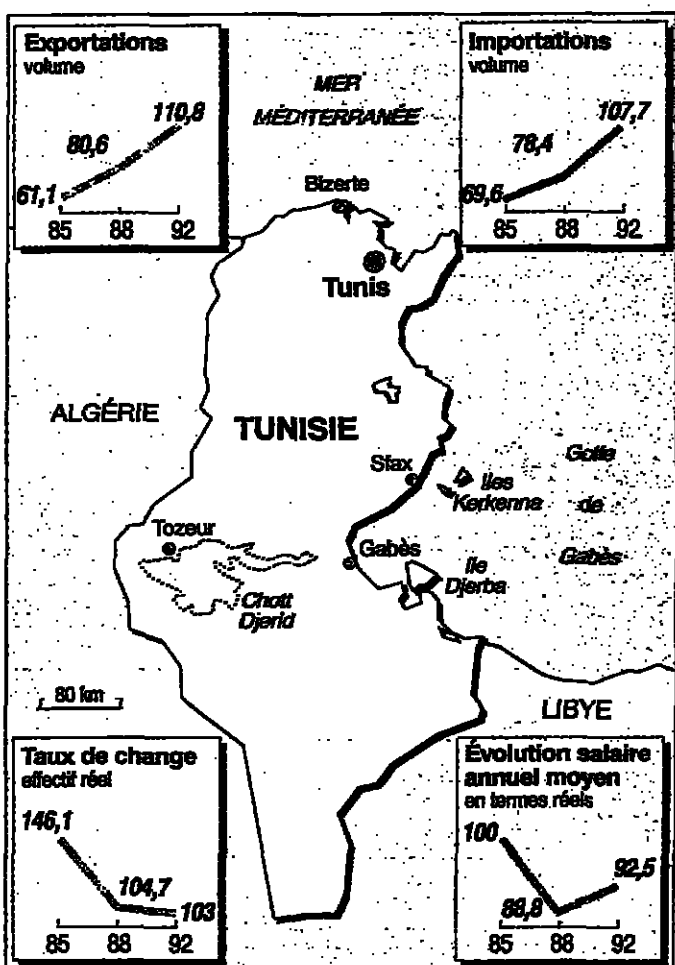 Exportations
volume
110,8
80,6
61,1
85 88 92
MER
MÉDITERRANÉE
Importations
volume
107,7
78,4
69,6
85 88 92
Bizerte
Tunis
ALGÉRIE
TUNISIE
Sfax
Iles
Kerkenna
Golfe
de
Gabès
Tozeur
Gabès
Ile
Djerba
Chott
Djerid
80 km
LIBYE
Taux de change
effectif réel
146,1
104,7
103
85 88 92
Évolution salaire
annuel moyen
en termes réels
100
88,8
92,5
85 88 92